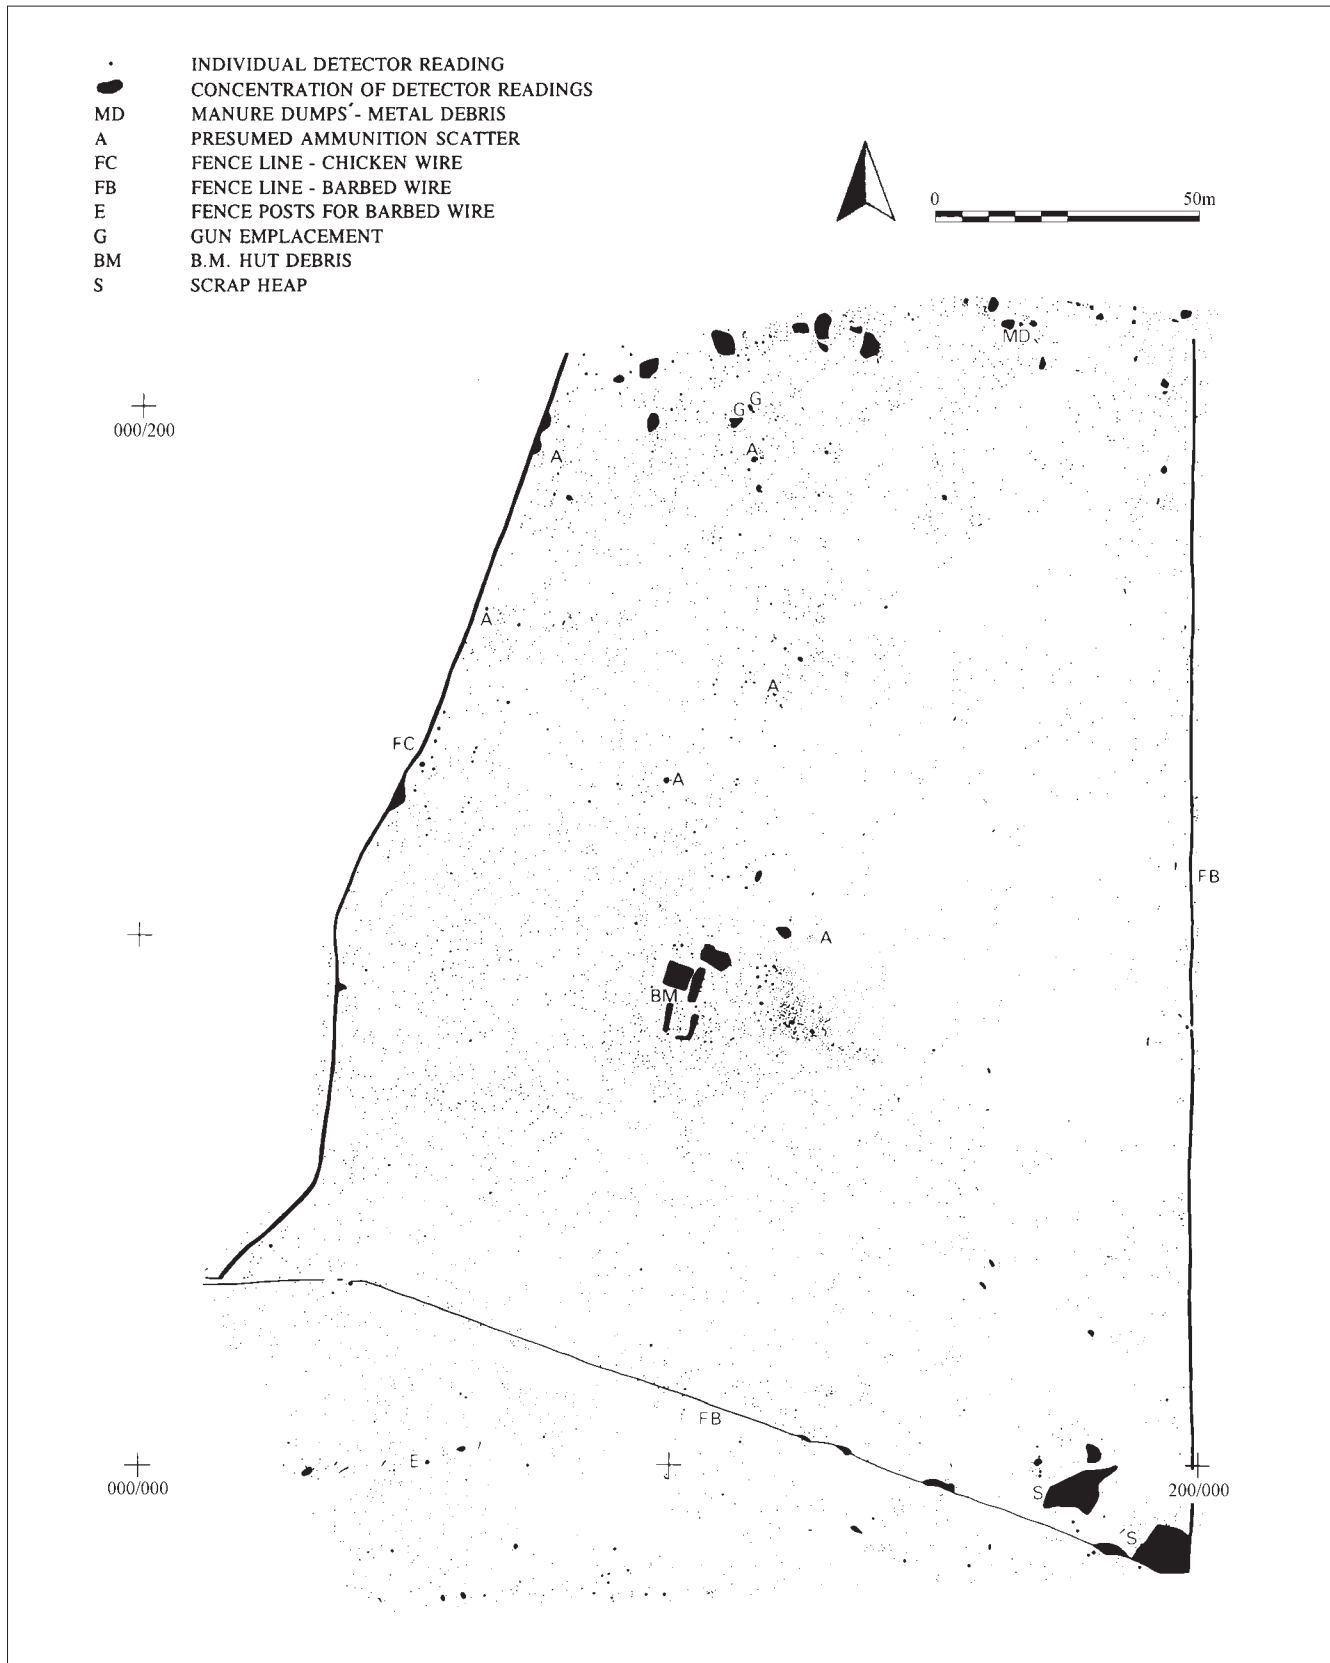 · INDIVIDUAL DETECTOR READING
CONCENTRATION OF DETECTOR READINGS
MD MANURE DUMPS´- METAL DEBRIS
A PRESUMED AMMUNITION SCATTER
FC FENCE LINE - CHICKEN WIRE
FB FENCE LINE - BARBED WIRE
E FENCE POSTS FOR BARBED WIRE
G GUN EMPLACEMENT
BM B.M. HUT DEBRIS
S SCRAP HEAP
0 50m
MD
G
G
000/200
A
A
A
A
FC
A
FB
A
BM
FB
E
000/000
S
200/000
S